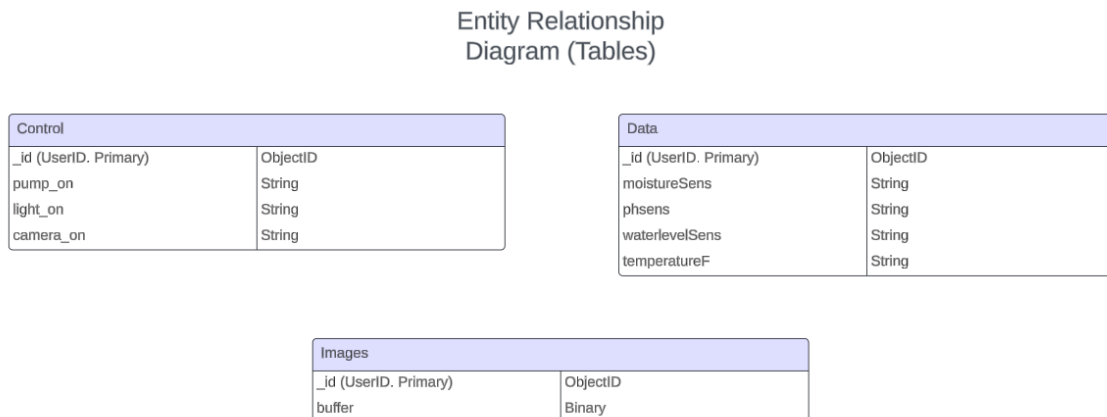 Entity Relationship
Diagram (Tables)
Control
_id (UserID. Primary) ObjectID
pump_on String
light_on String
camera_on String
Data
_id (UserID. Primary) ObjectID
moistureSens String
phsens String
waterlevelSens String
temperatureF String
Images
_id (UserID. Primary) ObjectID
buffer Binary